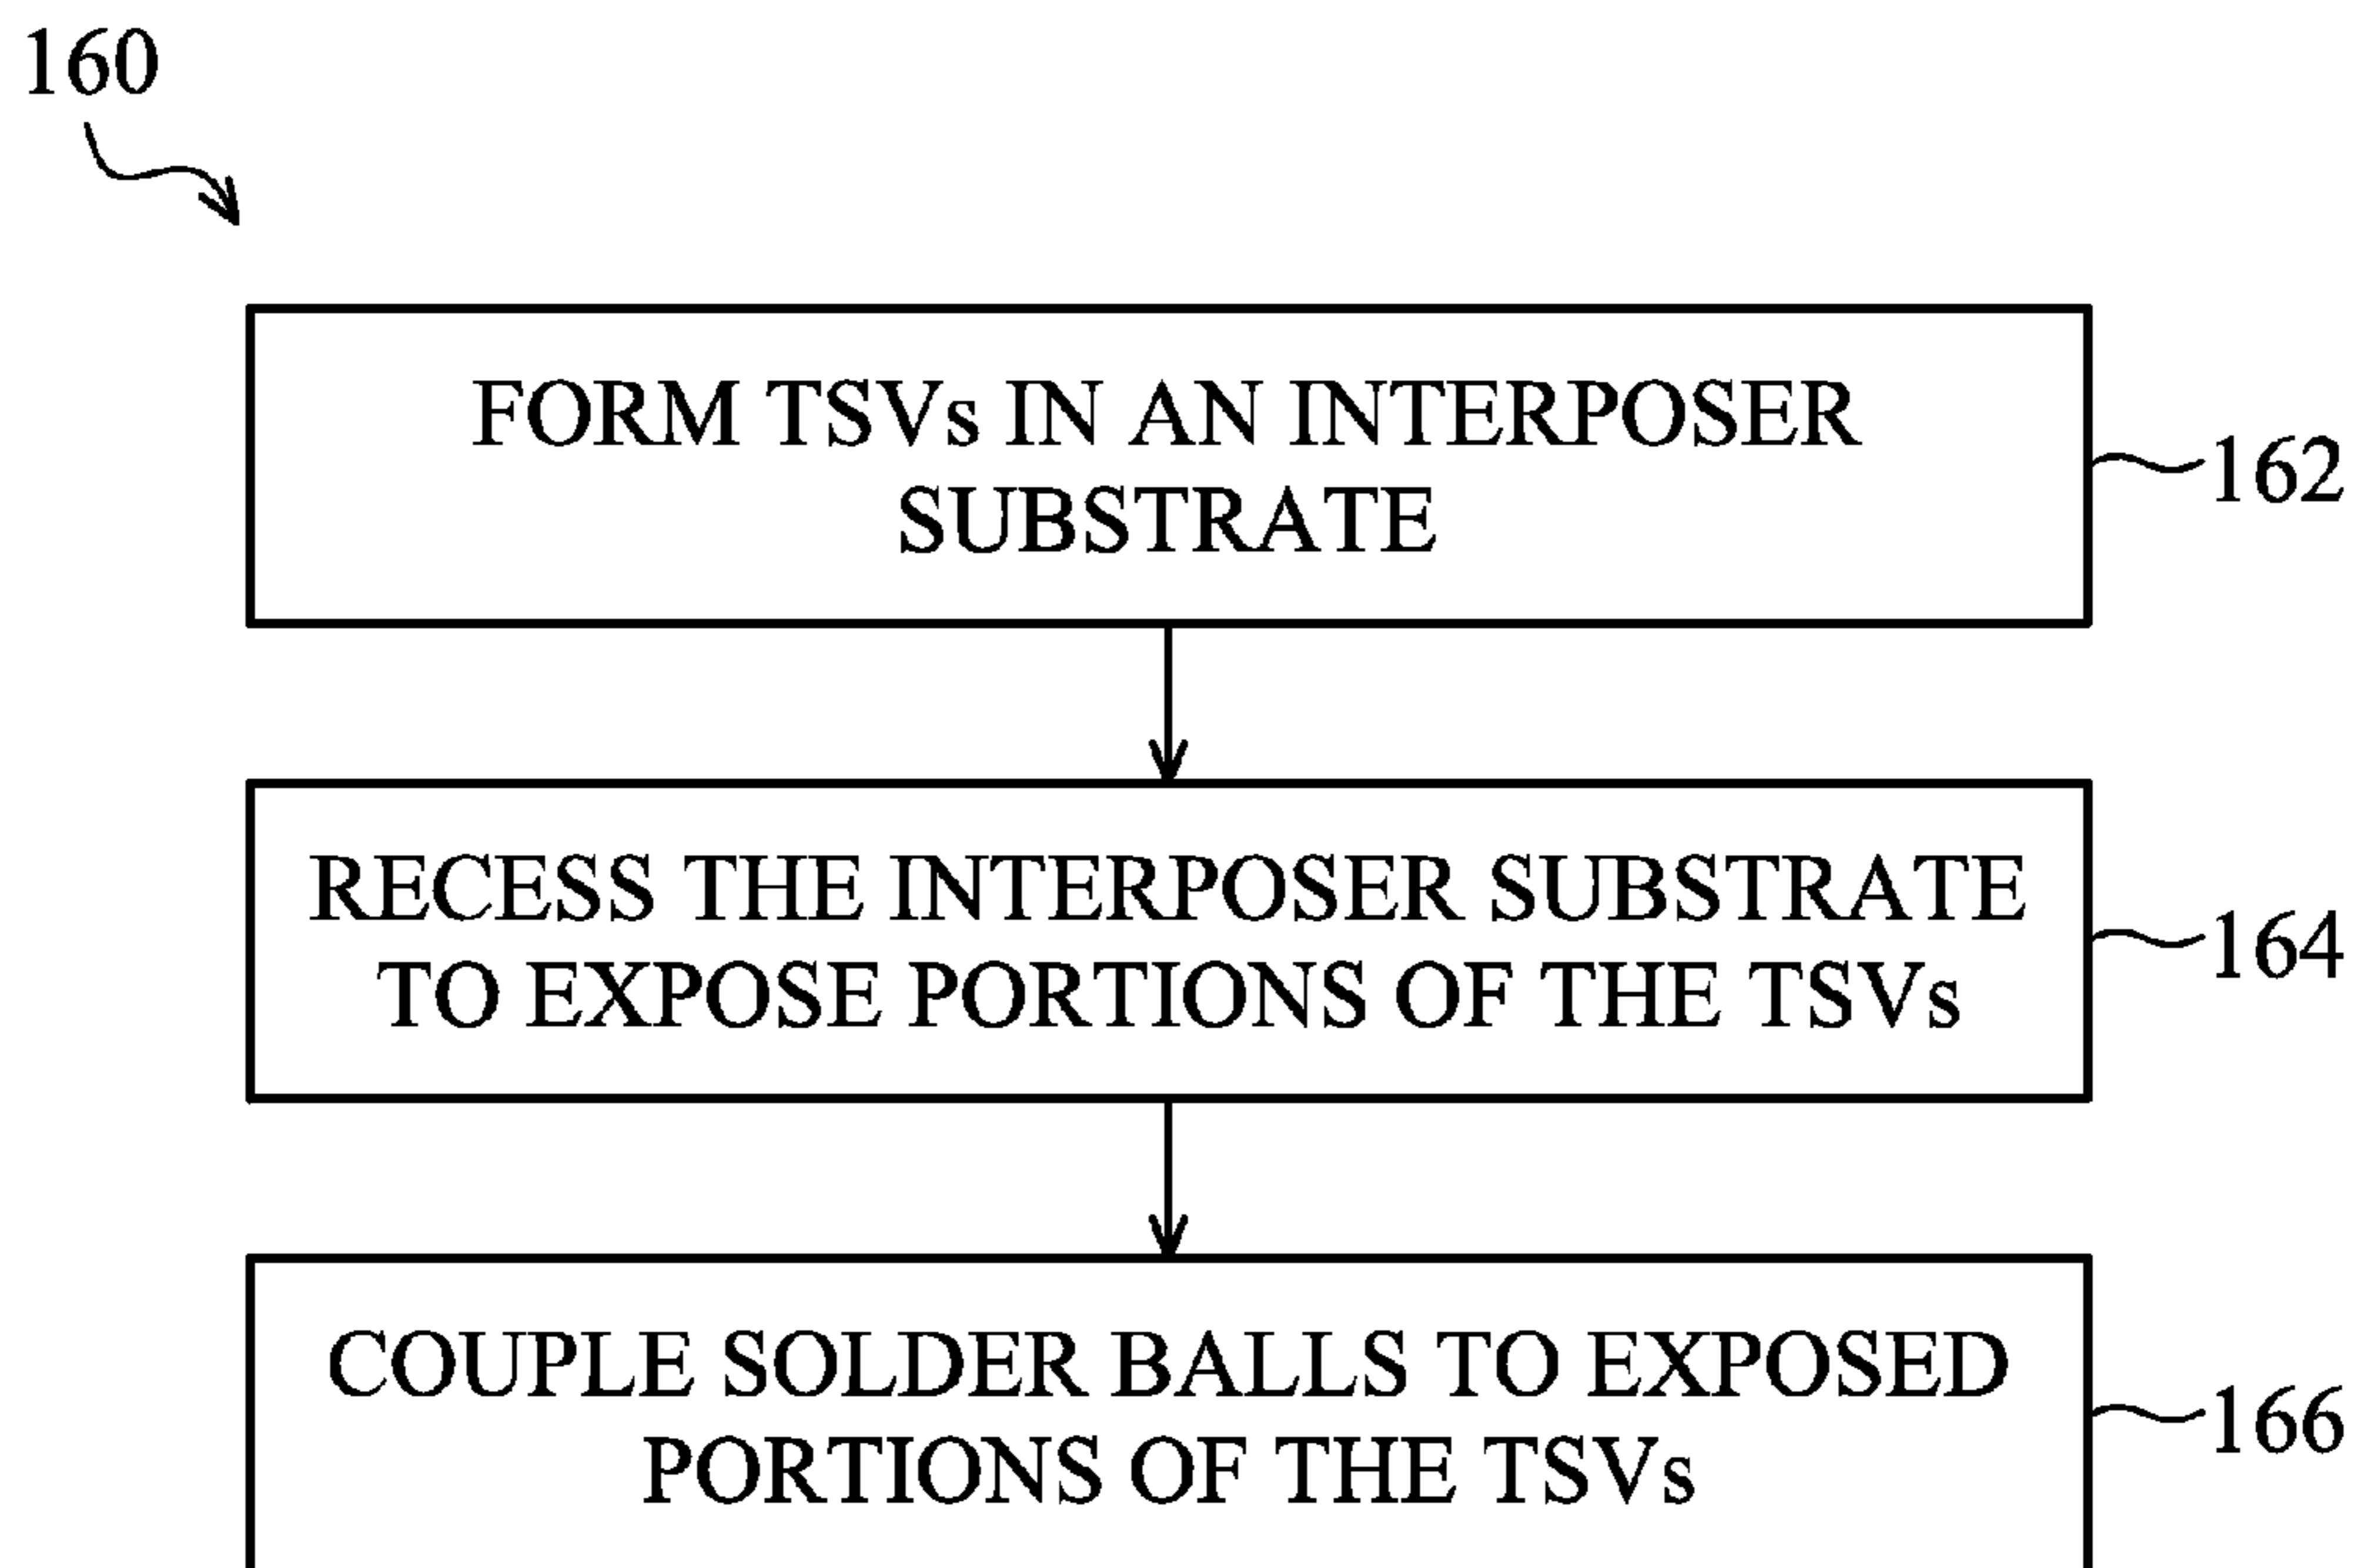 160
FORM TSVs IN AN INTERPOSER
SUBSTRATE
162
RECESS THE INTERPOSER SUBSTRATE
TO EXPOSE PORTIONS OF THE TSVs
164
COUPLE SOLDER BALLS TO EXPOSED
PORTIONS OF THE TSVs
166